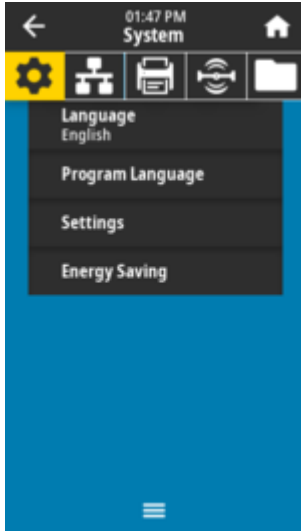 01:47 PM
System
Language
English
Program Language
Settings
Energy Saving